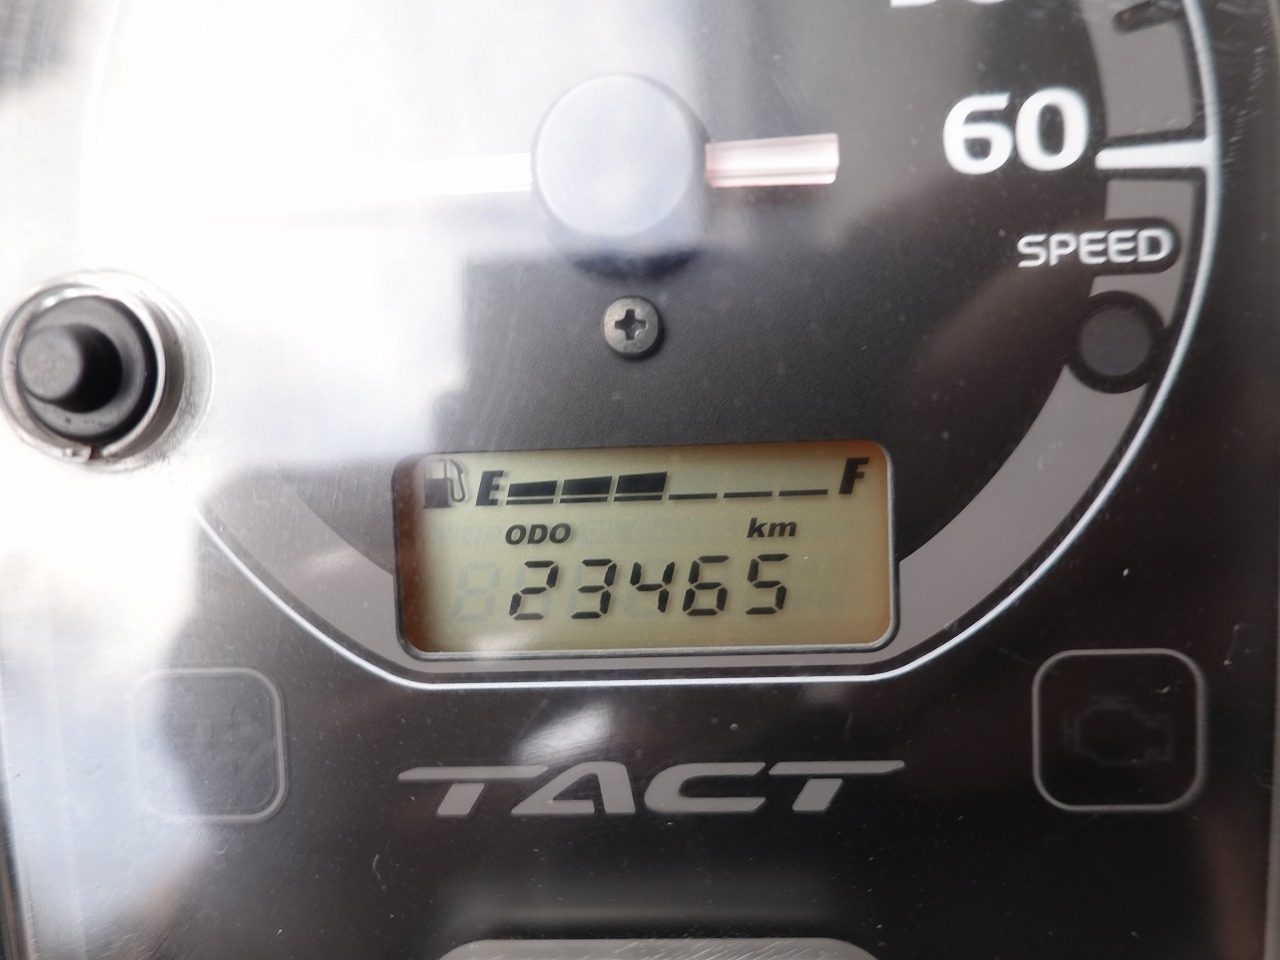 60
SPEED
E F
ODO km
23465
TACT